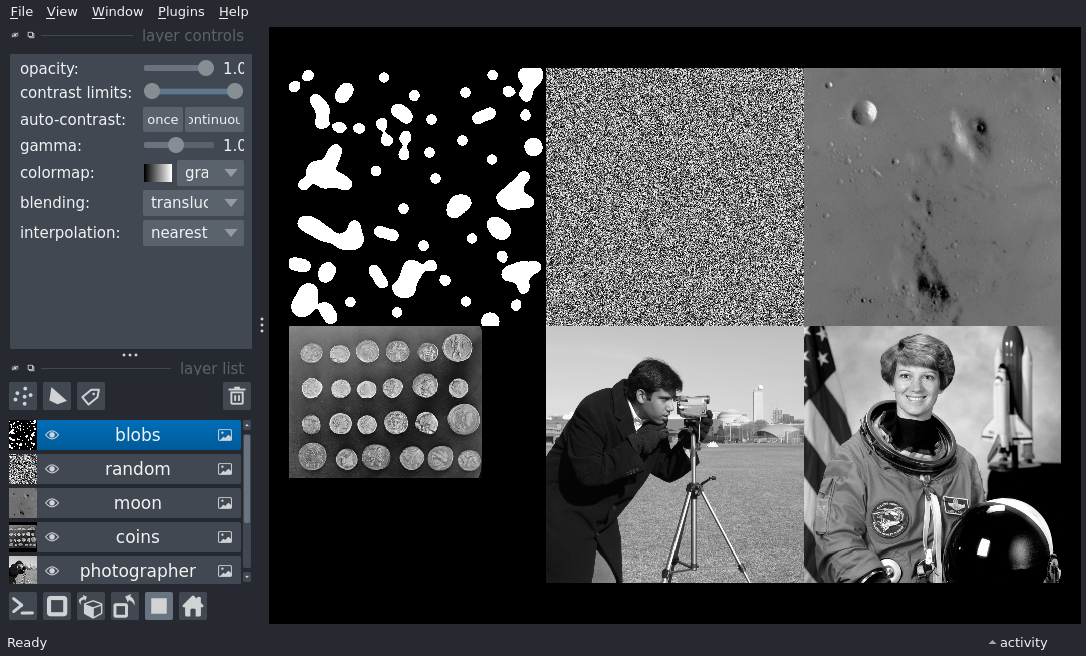 File View Window Plugins Help
layer controls
opacity: 1.0
contrast limits:
auto-contrast: once ontinuou
gamma: 1.0
colormap: gra
blending: transluc
interpolation: nearest
layer list
blobs
random
moon
coins
photographer
Ready
activity